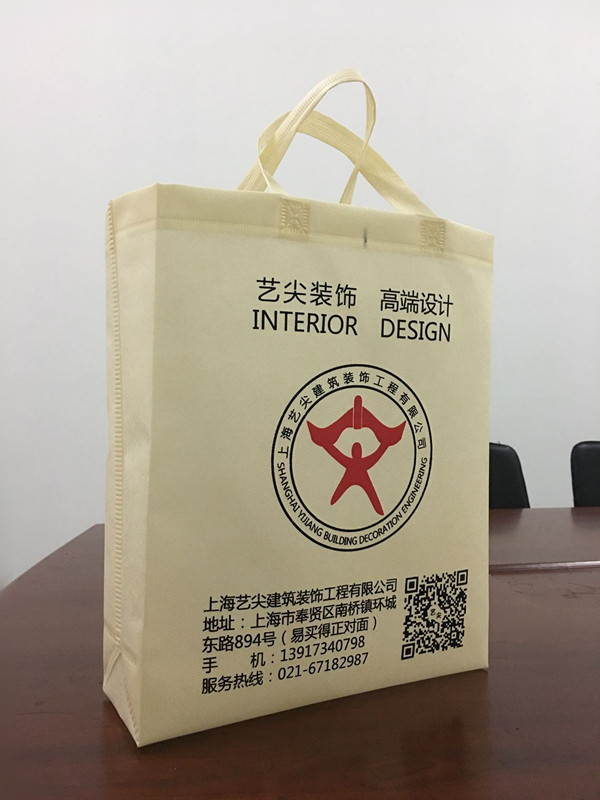 艺尖装饰 高端设计
INTERIOR DESIGN
上海艺尖建筑装饰工程有限公司
SHANGHAI YIJIANG BUILDING DECORATION ENGINEERING
上海艺尖建筑装饰工程有限公司
地址：上海市奉贤区南桥镇环城
东路894号（易买得正对面）
手 机：13917340798
服务热线：021-67182987